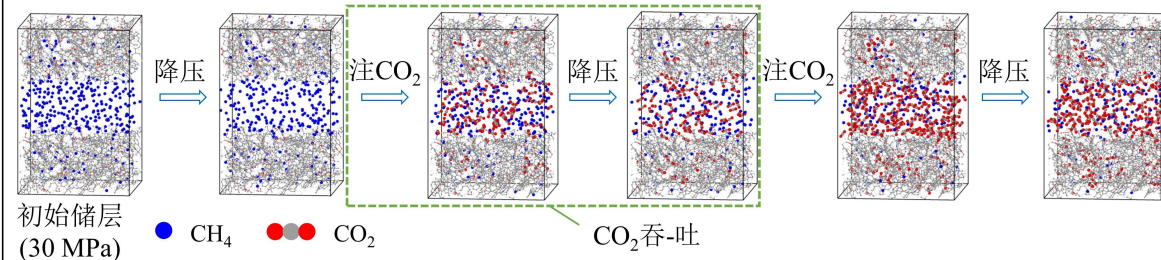 降压
注CO₂
降压
注CO₂
降压
初始储层
(30 MPa)
CH₄
CO₂
CO₂吞-吐